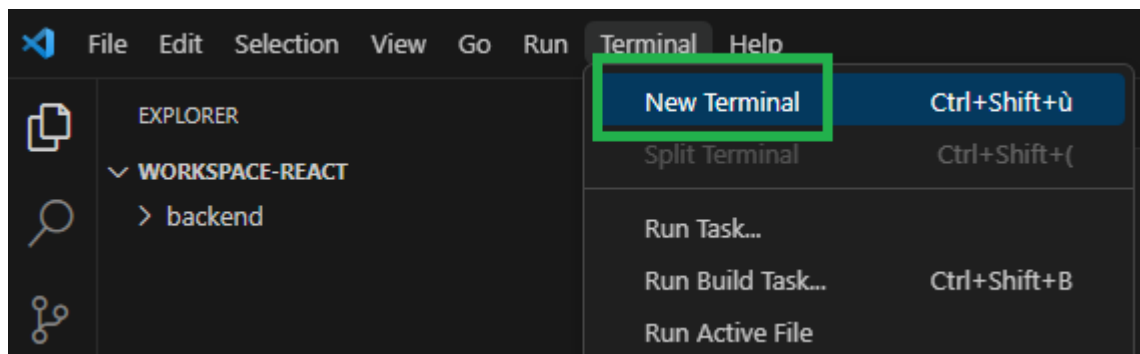 File Edit Selection View Go Run Terminal Help
EXPLORER
WORKSPACE-REACT
backend
New Terminal Ctrl+Shift+ù
Split Terminal Ctrl+Shift+(
Run Task...
Run Build Task... Ctrl+Shift+B
Run Active File